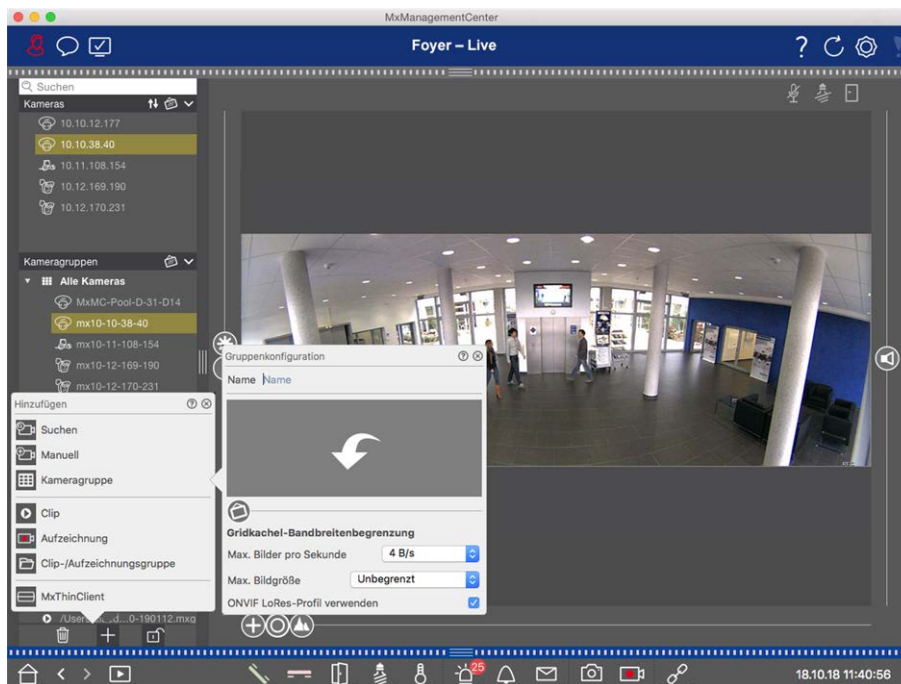 MxManagementCenter
Foyer – Live
?
Suchen
Kameras
10.10.12.177
10.10.38.40
10.11.108.154
10.12.169.190
10.12.170.231
Kameragruppen
Alle Kameras
MxMC-Pool-D-31-D14
mx10-10-38-40
mx10-11-108-154
mx10-12-169-190
mx10-12-170-231
Hinzufügen
Suchen
Manuell
Kameragruppe
Clip
Aufzeichnung
Clip-/Aufzeichnungsgruppe
MxThinClient
0-190112.mxg
Gruppenkonfiguration
Name Name
Gridkachel-Bandbreitenbegrenzung
Max. Bilder pro Sekunde 4 B/s
Max. Bildgröße Unbegrenzt
ONVIF LoRes-Profil verwenden
25
18.10.18 11:40:56